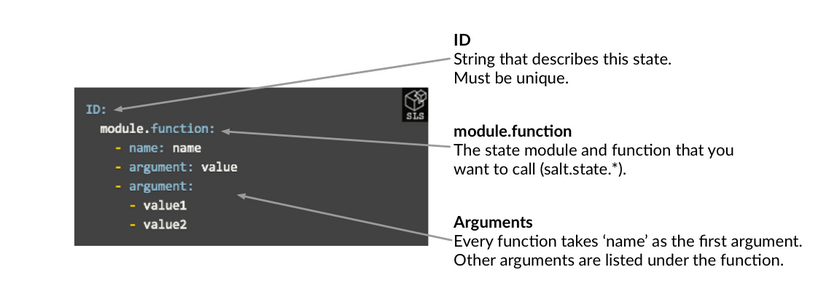 ID
String that describes this state.
Must be unique.
SLS
ID:
module.function:
- name: name
- argument: value
- argument:
- value1
- value2
module.function
The state module and function that you
want to call (salt.state.*).
Arguments
Every function takes ‘name’ as the first argument.
Other arguments are listed under the function.